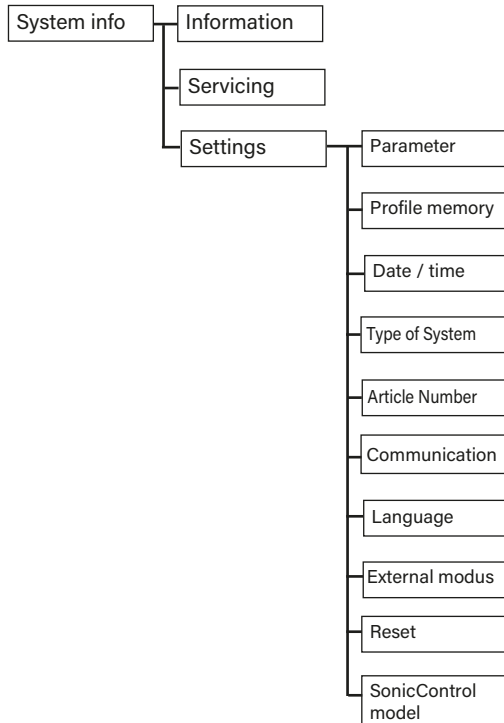 System info
Information
Servicing
Settings
Parameter
Profile memory
Date / time
Type of System
Article Number
Communication
Language
External modus
Reset
SonicControl
model